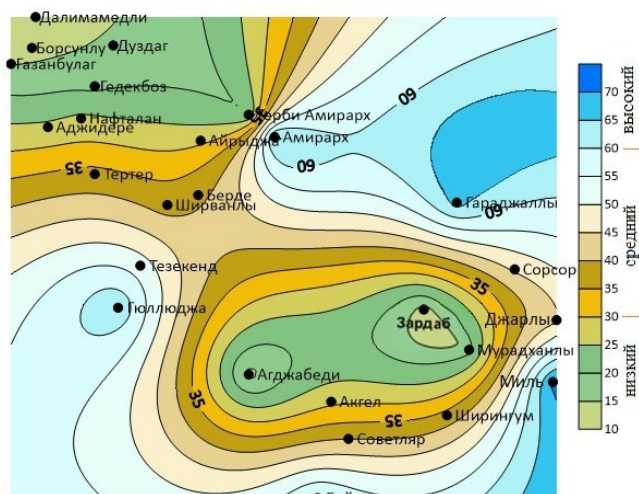 Далимамедли
Борсунлу
Дуздаг
Газанбулаг
Гедекбоз
Нафталан
Аджидере
Герби Амирарх
35
Айрыджа
Амирарх
60
60
35
Тертер
Берде
Ширванлы
Гараджаллы
60
Тезекенд
Сорсор
35
Гюллюджа
Зардаб
Джарлы
Мурадханлы
Агджабеди
Миль
35
Акгел
35
Ширингум
Советляр
70
65
60
55
50
45
40
35
30
25
20
15
10
высокий
средний
низкий